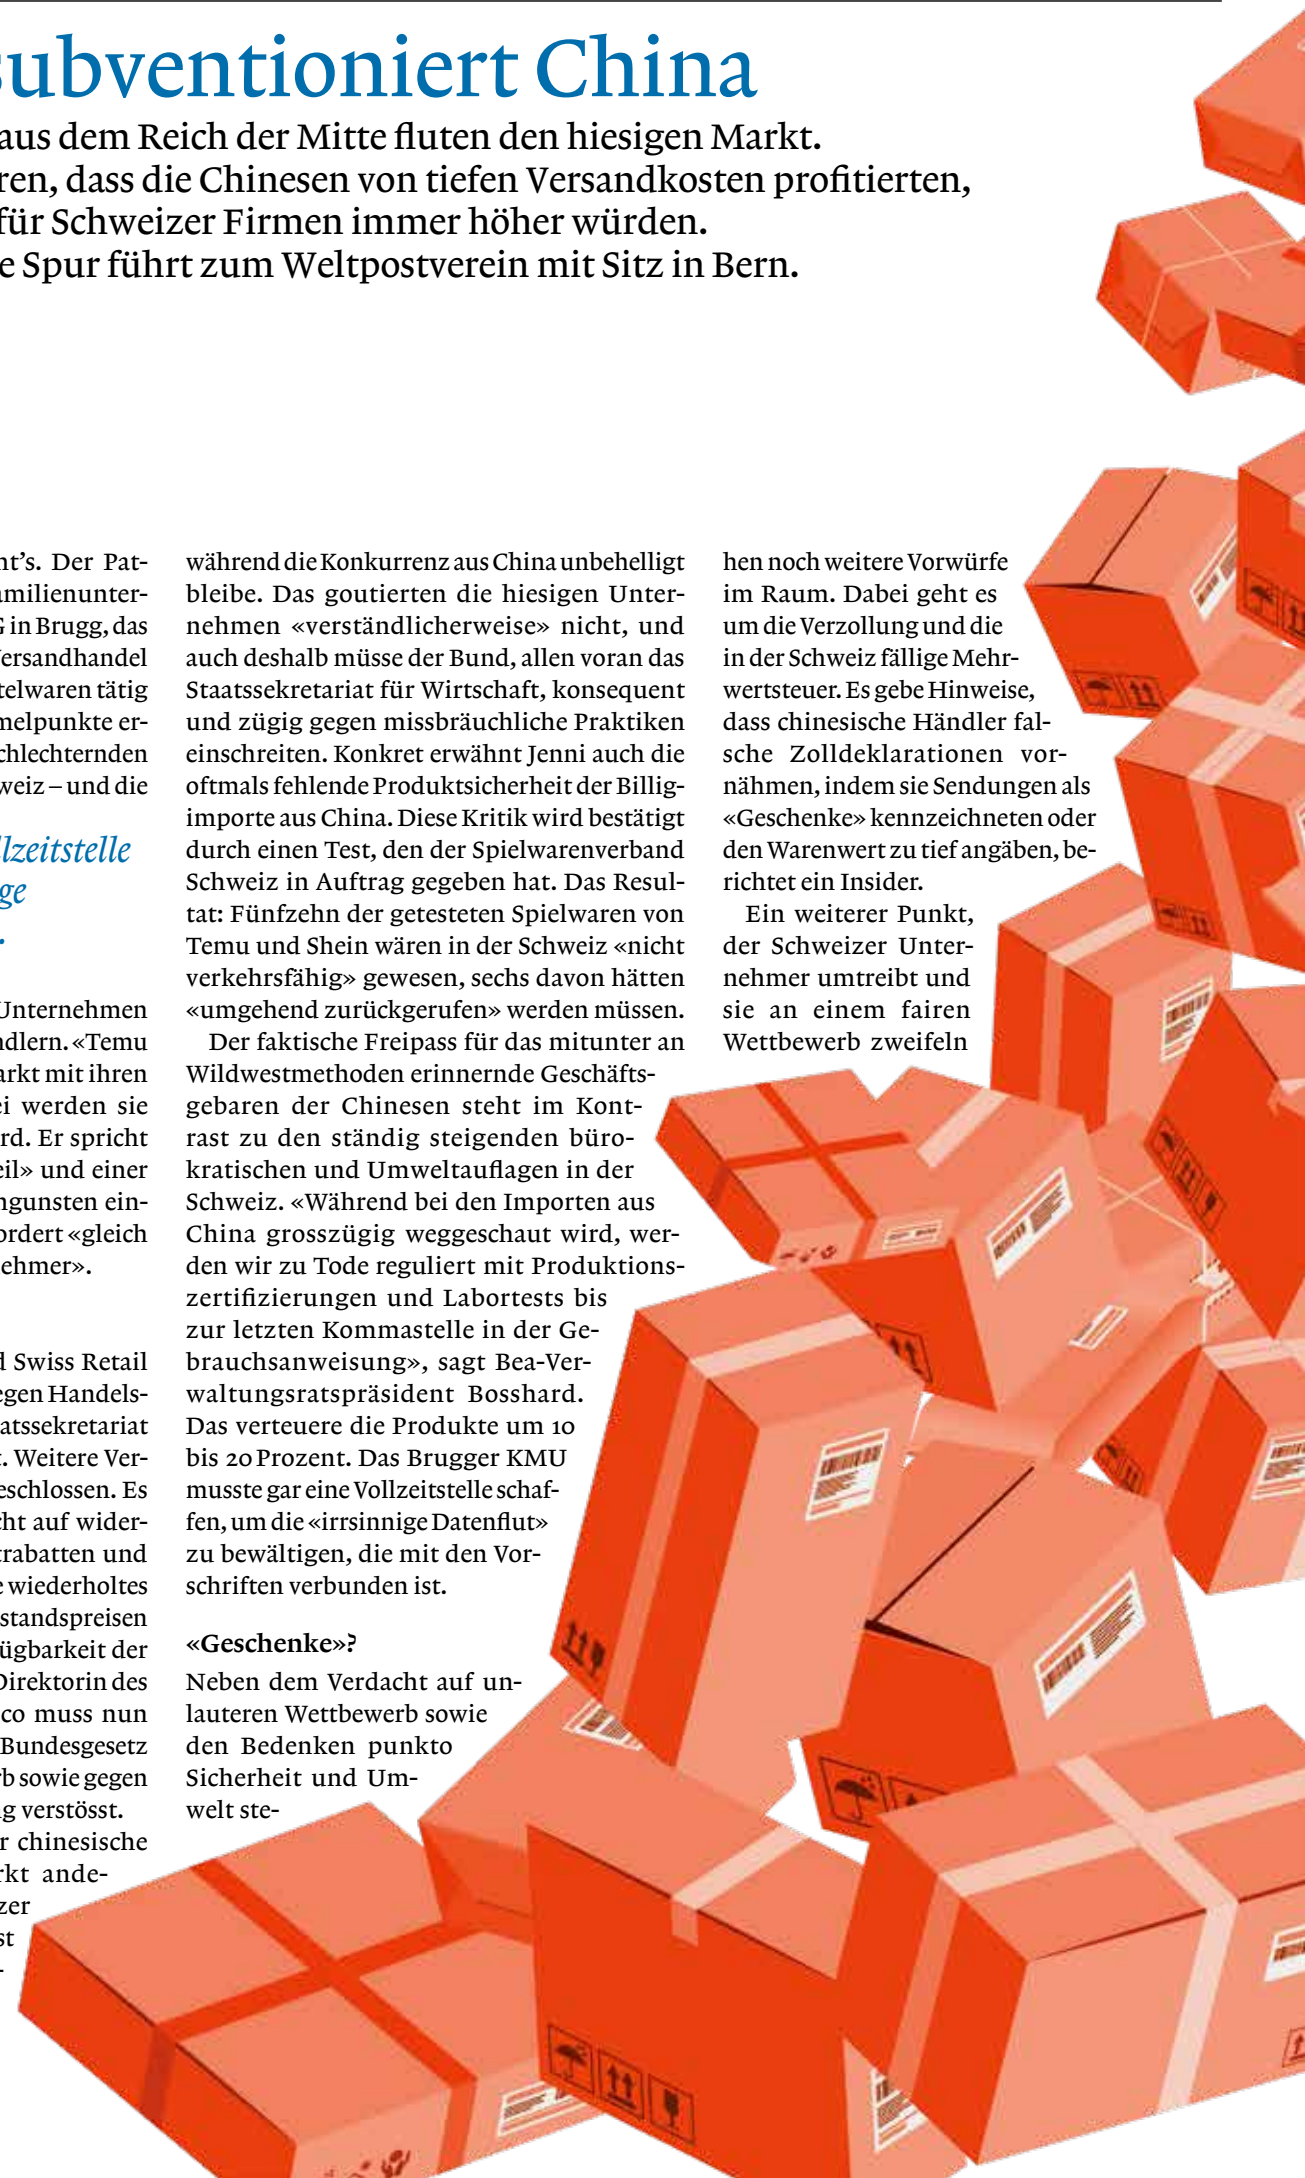 subventioniert China
aus dem Reich der Mitte fluten den hiesigen Markt.
ren, dass die Chinesen von tiefen Versandkosten profitierten,
für Schweizer Firmen immer höher würden.
e Spur führt zum Weltpostverein mit Sitz in Bern.
nt’s. Der Pat-
amilienunter-
G in Brugg, das
Versandhandel
telwaren tätig
melpunkte er-
chlechternden
weiz – und die
llzeitstelle
ge
.
Unternehmen
ndlern. «Temu
arkt mit ihren
ei werden sie
rd. Er spricht
eil» und einer
ngunsten ein-
ordert «gleich
ehmer».
d Swiss Retail
egen Handels-
atssekretariat
t. Weitere Ver-
eschlossen. Es
cht auf wider-
trabatten und
e wiederholtes
standspreisen
ügbarkeit der
Direktorin des
co muss nun
Bundesgesetz
rb sowie gegen
ng verstösst.
r chinesische
rkt ande-
zer
st
-
während die Konkurrenz aus China unbehelligt
bleibe. Das goutierten die hiesigen Unter-
nehmen «verständlicherweise» nicht, und
auch deshalb müsse der Bund, allen voran das
Staatssekretariat für Wirtschaft, konsequent
und zügig gegen missbräuchliche Praktiken
einschreiten. Konkret erwähnt Jenni auch die
oftmals fehlende Produktsicherheit der Billig-
importe aus China. Diese Kritik wird bestätigt
durch einen Test, den der Spielwarenverband
Schweiz in Auftrag gegeben hat. Das Resul-
tat: Fünfzehn der getesteten Spielwaren von
Temu und Shein wären in der Schweiz «nicht
verkehrsfähig» gewesen, sechs davon hätten
«umgehend zurückgerufen» werden müssen.
Der faktische Freipass für das mitunter an
Wildwestmethoden erinnernde Geschäfts-
gebaren der Chinesen steht im Kont-
rast zu den ständig steigenden büro-
kratischen und Umweltauflagen in der
Schweiz. «Während bei den Importen aus
China grosszügig weggeschaut wird, wer-
den wir zu Tode reguliert mit Produktions-
zertifizierungen und Labortests bis
zur letzten Kommastelle in der Ge-
brauchsanweisung», sagt Bea-Ver-
waltungsratspräsident Bosshard.
Das verteuere die Produkte um 10
bis 20 Prozent. Das Brugger KMU
musste gar eine Vollzeitstelle schaf-
fen, um die «irrsinnige Datenflut»
zu bewältigen, die mit den Vor-
schriften verbunden ist.
«Geschenke»?
Neben dem Verdacht auf un-
lauteren Wettbewerb sowie
den Bedenken punkto
Sicherheit und Um-
welt ste-
hen noch weitere Vorwürfe
im Raum. Dabei geht es
um die Verzollung und die
in der Schweiz fällige Mehr-
wertsteuer. Es gebe Hinweise,
dass chinesische Händler fal-
sche Zolldeklarationen vor-
nähmen, indem sie Sendungen als
«Geschenke» kennzeichneten oder
den Warenwert zu tief angäben, be-
richtet ein Insider.
Ein weiterer Punkt,
der Schweizer Unter-
nehmer umtreibt und
sie an einem fairen
Wettbewerb zweifeln